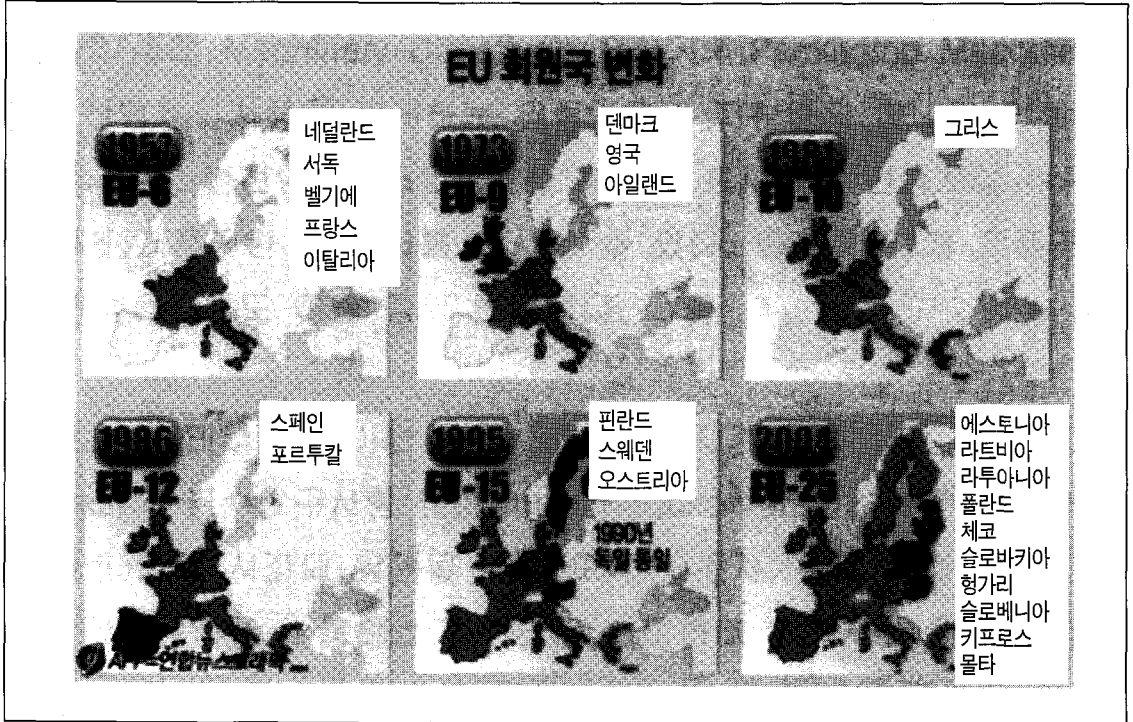 EU 회원국 변화
1957
EU-6
네덜란드
서독
벨기에
프랑스
이탈리아
1973
EU-9
덴마크
영국
아일랜드
1981
EU-10
그리스
1986
EU-12
스페인
포르투칼
1995
EU-15
핀란드
스웨덴
오스트리아
1990년
독일 통일
2004
EU-25
에스토니아
라트비아
라투아니아
폴란드
체코
슬로바키아
헝가리
슬로베니아
키프로스
몰타